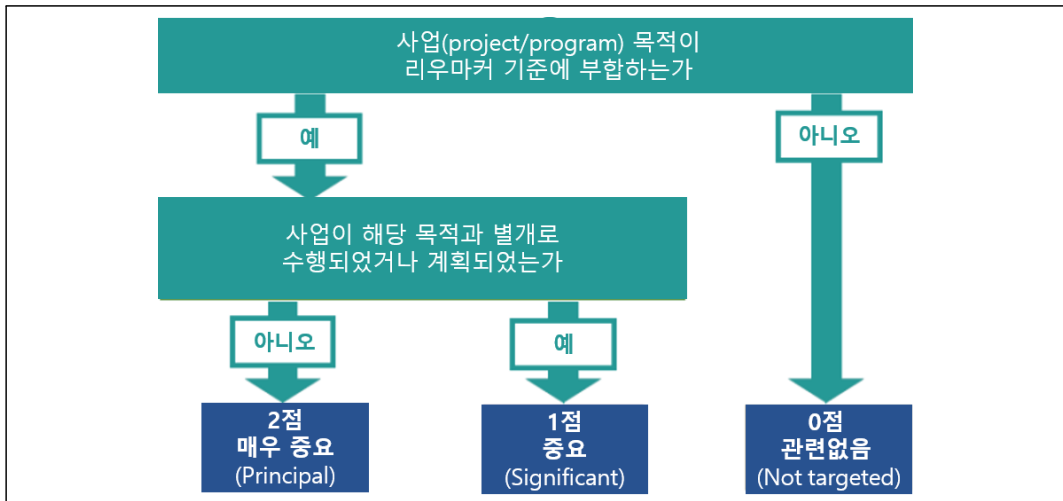 사업(project/program) 목적이
리우마커 기준에 부합하는가
예
아니오
사업이 해당 목적과 별개로
수행되었거나 계획되었는가
아니오
예
2점
매우 중요
(Principal)
1점
중요
(Significant)
0점
관련없음
(Not targeted)